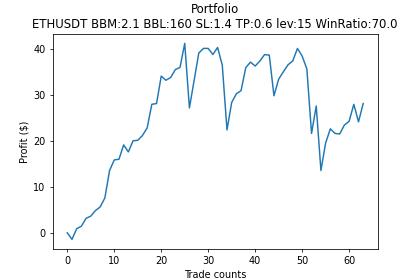 Portfolio
ETHUSDT BBM:2.1 BBL:160 SL:1.4 TP:0.6 lev:15 WinRatio:70.0
40
30
20
10
0
Profit ($)
0 10 20 30 40 50 60
Trade counts